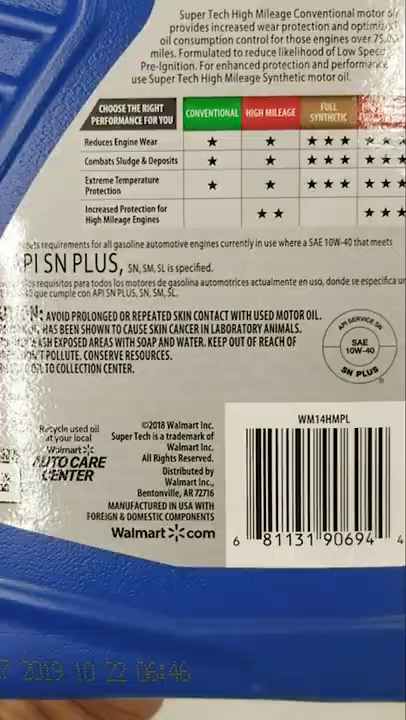 Super Tech High Mileage Conventional motor oil
provides increased wear protection and
oil consumption control for those engines over
miles. Formulated to reduce likelihood of Low Speed
Pre-Ignition. For enhanced protection and performance
use Super Tech High Mileage Synthetic motor oil.
CHOOSE THE RIGHT PERFORMANCE FOR YOU CONVENTIONAL HIGH MILEAGE FULL SYNTHETIC
Reduces Engine Wear ★ ★ ★★★ ★★★
Combats Sludge & Deposits ★ ★ ★★★ ★★★
Extreme Temperature Protection ★ ★ ★★★ ★★★
Increased Protection for High Mileage Engines ★★ ★★★
requirements for all gasoline automotive engines currently in use where a SAE 10W-40 that meets
API SN PLUS, SN, SM, SL is specified.
requisitos para todos los motores de gasolina automotrices actualmente en uso, donde se especifica
que cumple con API SN PLUS, SN, SM, SL.
AVOID PROLONGED OR REPEATED SKIN CONTACT WITH USED MOTOR OIL.
HAS BEEN SHOWN TO CAUSE SKIN CANCER IN LABORATORY ANIMALS.
EXPOSED AREAS WITH SOAP AND WATER. KEEP OUT OF REACH OF
POLLUTE. CONSERVE RESOURCES.
OIL TO COLLECTION CENTER.
API SERVICE SN
SAE
10W-40
SN PLUS
Recycle used oil
at your local
Walmart
AUTO CARE
CENTER
©2018 Walmart Inc.
Super Tech is a trademark of
Walmart Inc.
All Rights Reserved.
Distributed by
Walmart Inc.,
Bentonville, AR 72716
MANUFACTURED IN USA WITH
FOREIGN & DOMESTIC COMPONENTS
Walmart.com
WM14HMPL
6 81131 90694 4
7 2019 10 22 06:46